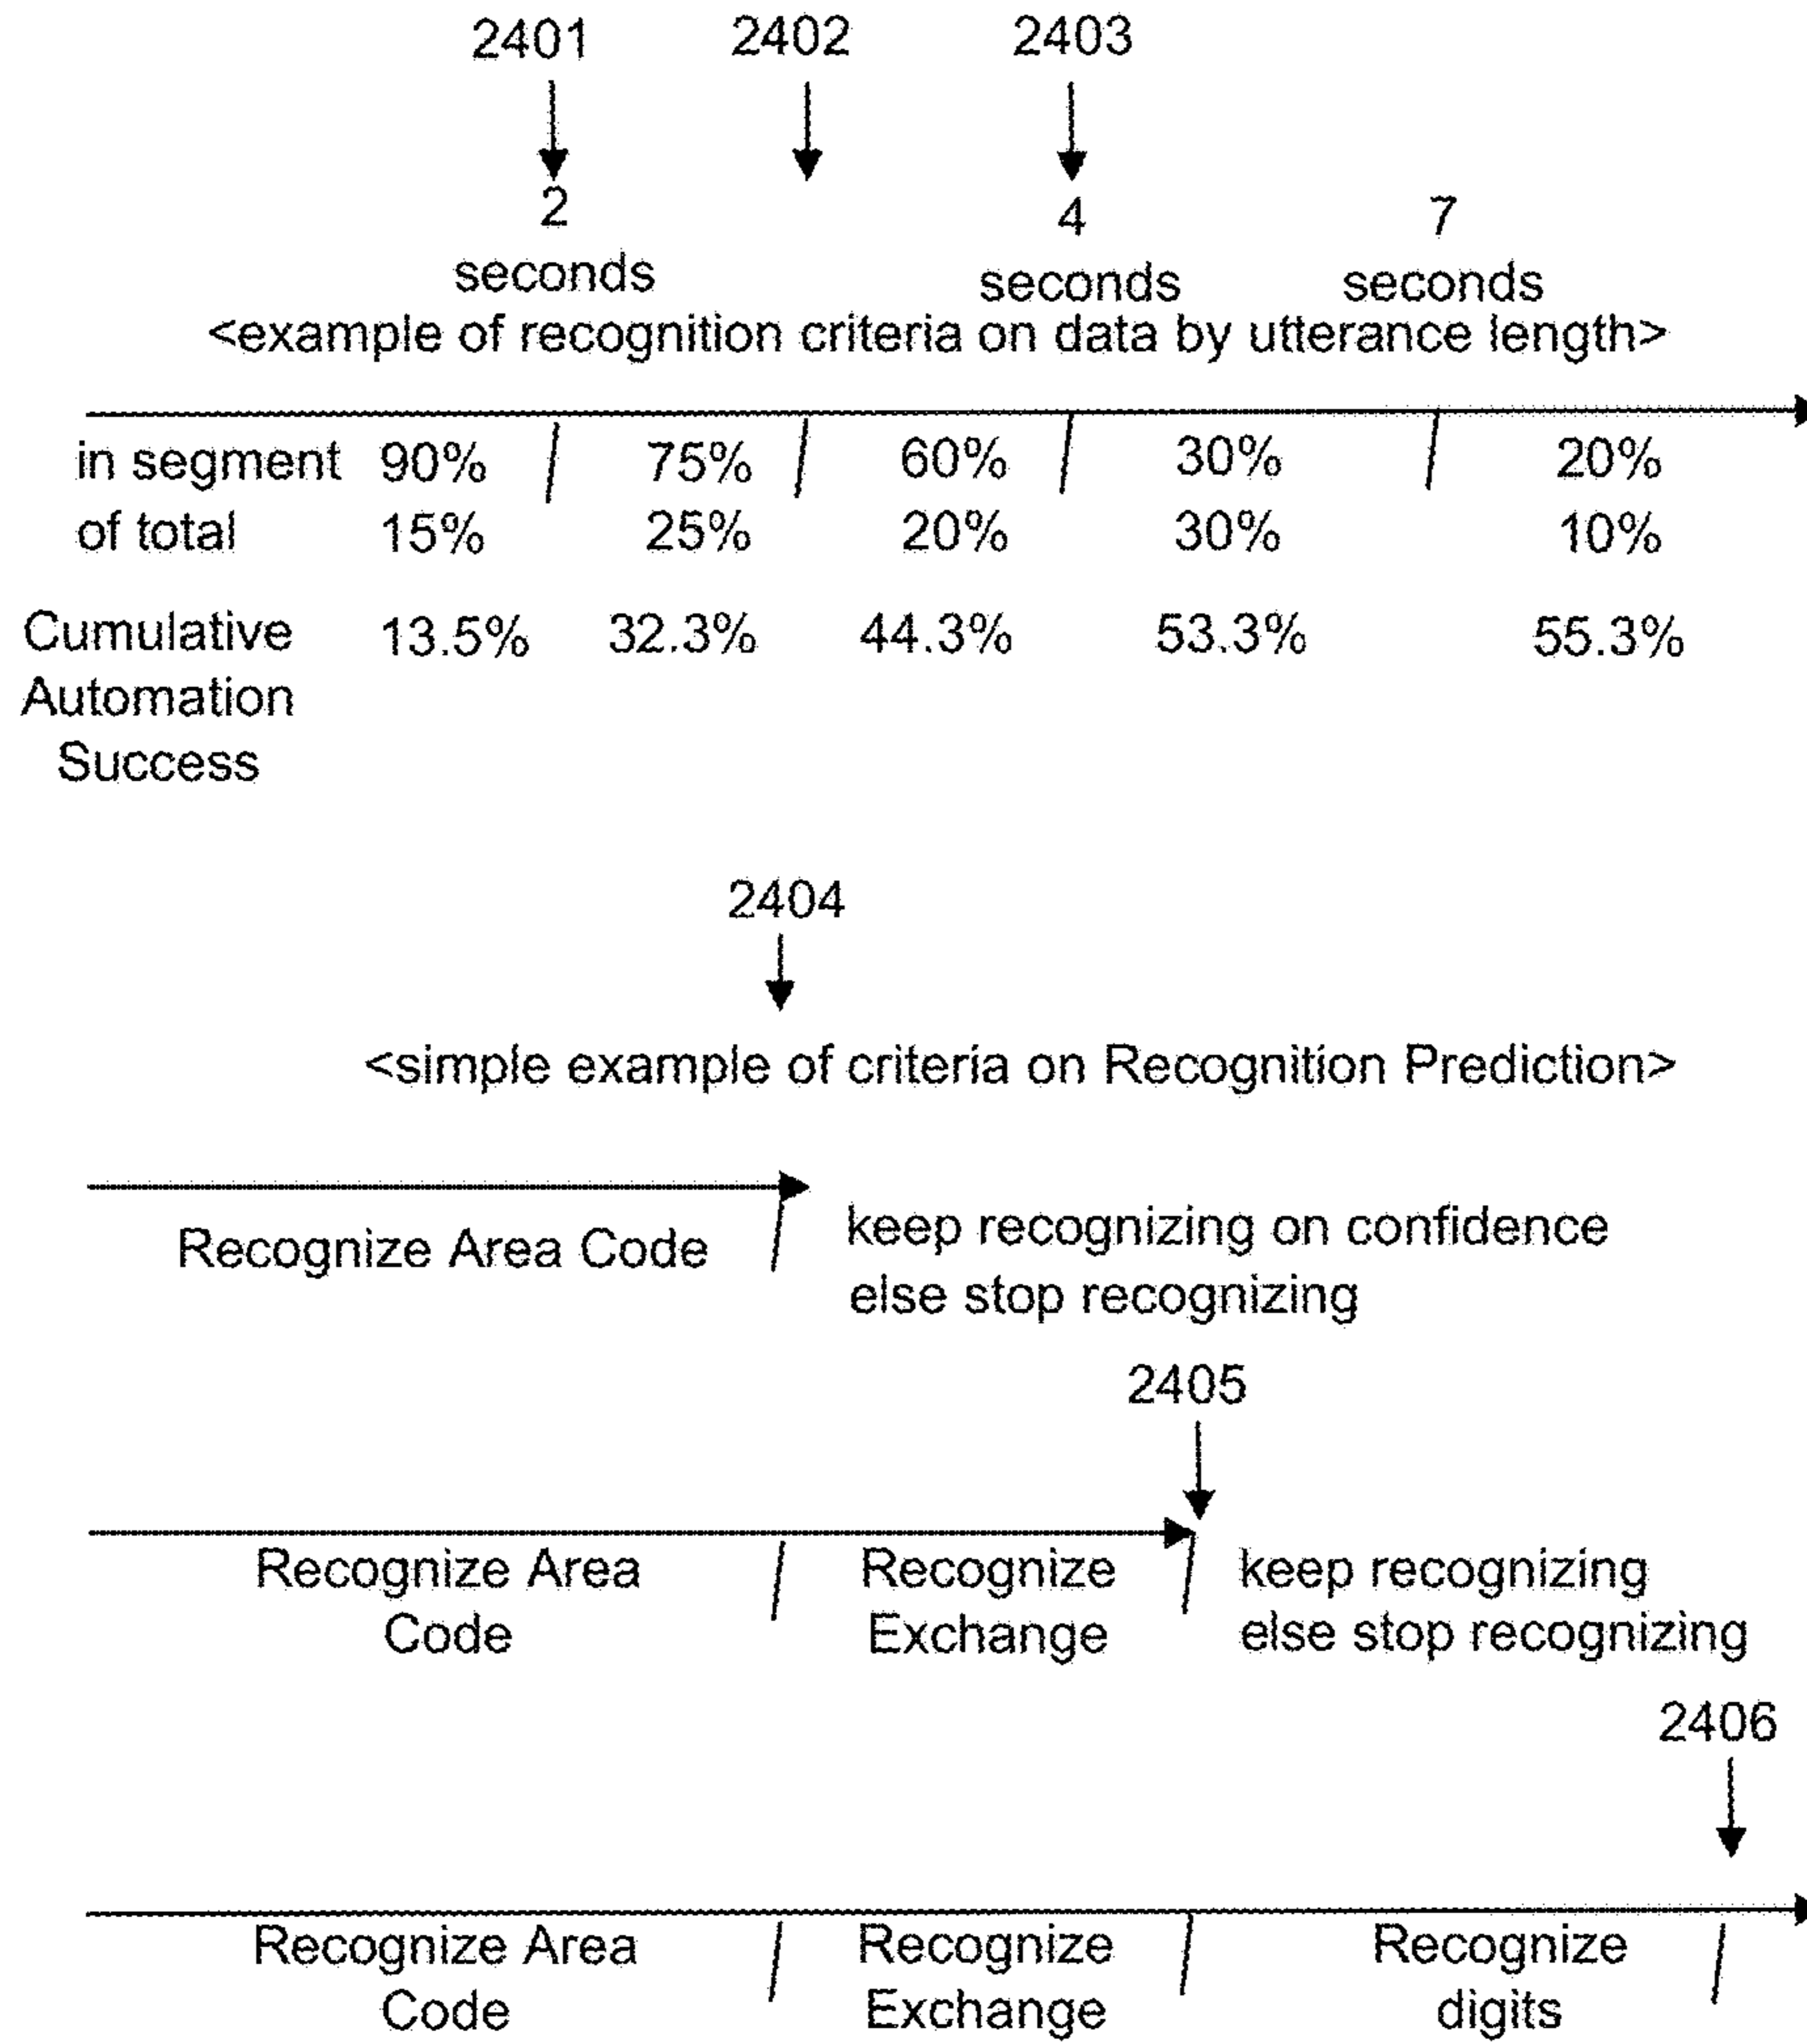 2401 2402 2403
2 4 7
seconds seconds seconds
<example of recognition criteria on data by utterance length>
in segment 90% / 75% / 60% / 30% / 20%
of total 15% 25% 20% 30% 10%
Cumulative 13.5% 32.3% 44.3% 53.3% 55.3%
Automation
Success
2404
<simple example of criteria on Recognition Prediction>
Recognize Area Code / keep recognizing on confidence
else stop recognizing
2405
Recognize Area / Recognize / keep recognizing
Code Exchange else stop recognizing
2406
Recognize Area / Recognize / Recognize /
Code Exchange digits